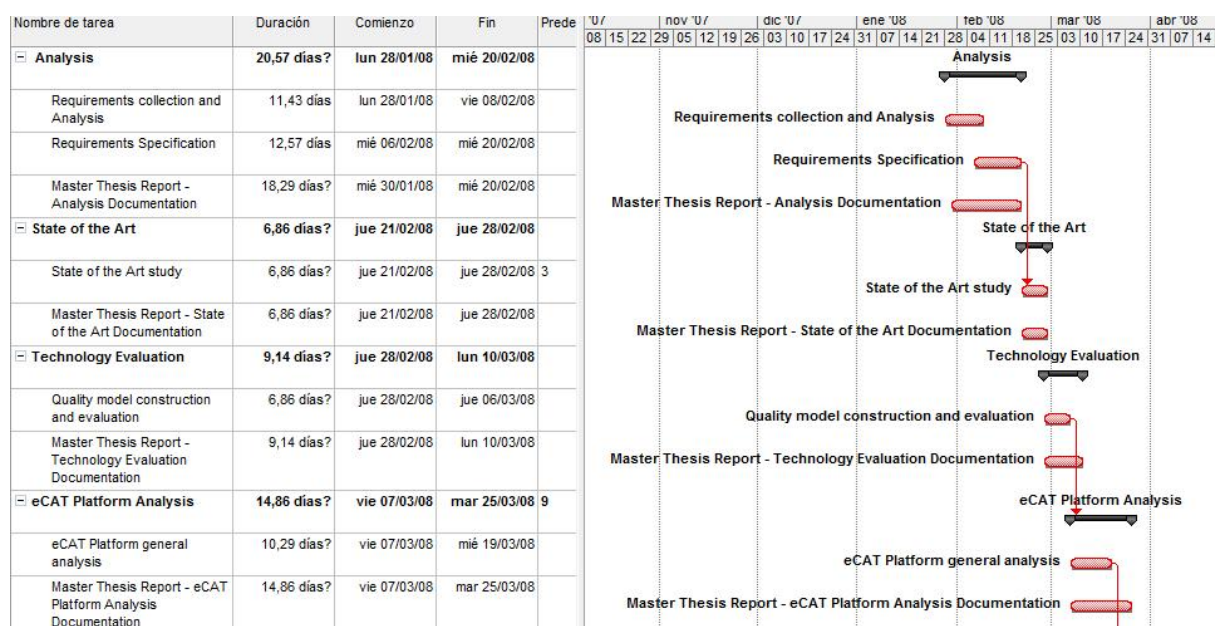 Nombre de tarea Duración Comienzo Fin Prede '07 nov '07 dic '07 ene '08 feb '08 mar '08 abr '08
08 15 22 29 05 12 19 26 03 10 17 24 31 07 14 21 28 04 11 18 25 03 10 17 24 31 07 14
Analysis 20,57 días? lun 28/01/08 mié 20/02/08 Analysis
Requirements collection and 11,43 días lun 28/01/08 vie 08/02/08 Requirements collection and Analysis
Analysis
Requirements Specification 12,57 días mié 06/02/08 mié 20/02/08 Requirements Specification
Master Thesis Report - 18,29 días? mié 30/01/08 mié 20/02/08 Master Thesis Report - Analysis Documentation
Analysis Documentation
State of the Art 6,86 días? jue 21/02/08 jue 28/02/08 State of the Art
State of the Art study 6,86 días? jue 21/02/08 jue 28/02/08 3 State of the Art study
Master Thesis Report - State 6,86 días? jue 21/02/08 jue 28/02/08 Master Thesis Report - State of the Art Documentation
of the Art Documentation
Technology Evaluation 9,14 días? jue 28/02/08 lun 10/03/08 Technology Evaluation
Quality model construction 6,86 días? jue 28/02/08 jue 06/03/08 Quality model construction and evaluation
and evaluation
Master Thesis Report - 9,14 días? jue 28/02/08 lun 10/03/08 Master Thesis Report - Technology Evaluation Documentation
Technology Evaluation
Documentation
eCAT Platform Analysis 14,86 días? vie 07/03/08 mar 25/03/08 9 eCAT Platform Analysis
eCAT Platform general 10,29 días? vie 07/03/08 mié 19/03/08 eCAT Platform general analysis
analysis
Master Thesis Report - eCAT 14,86 días? vie 07/03/08 mar 25/03/08 Master Thesis Report - eCAT Platform Analysis Documentation
Platform Analysis
Documentation